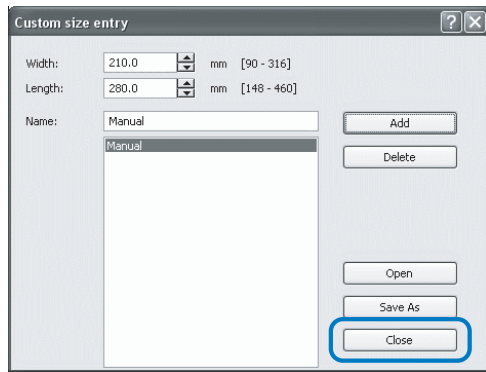 Custom size entry
Width: 210.0 mm [90 - 316]
Length: 280.0 mm [148 - 460]
Name: Manual Add
Manual
Delete
Open
Save As
Close